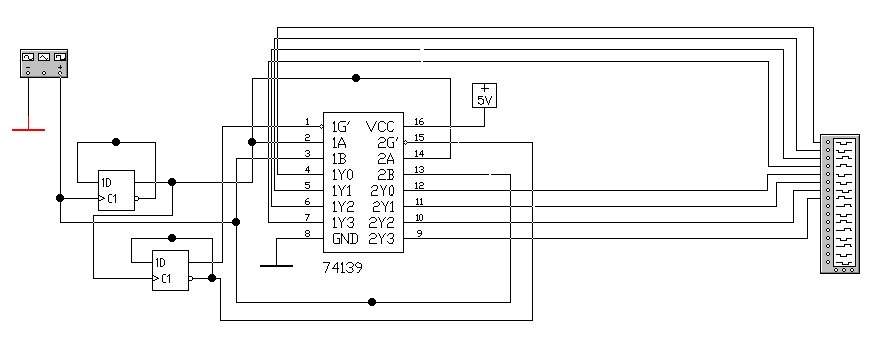 - +
+
5V
1 1G' VCC 16
2 1A 2G' 15
3 1B 2A 14
4 1Y0 2B 13
5 1Y1 2Y0 12
6 1Y2 2Y1 11
7 1Y3 2Y2 10
8 GND 2Y3 9
74139
1D
C1
1D
C1